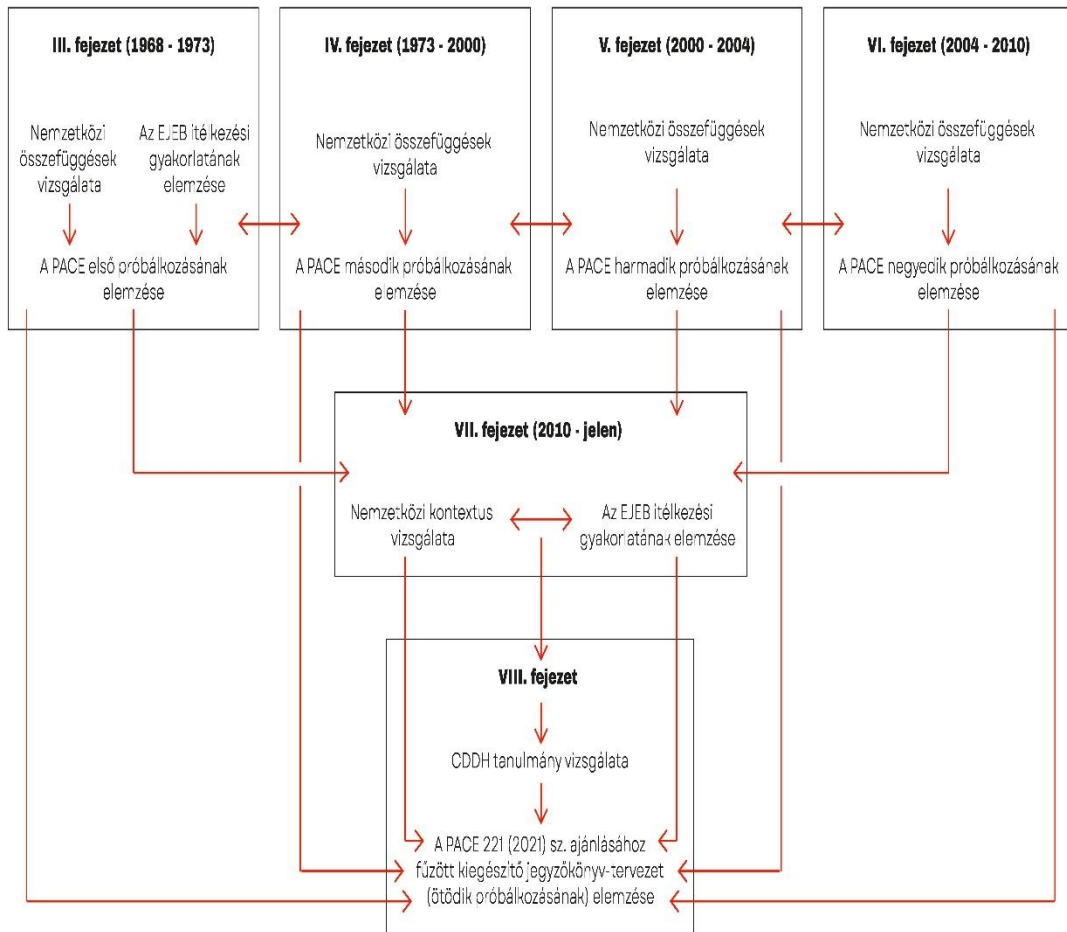 III. fejezet (1968 - 1973)
Nemzetközi
összefüggések
vizsgálata
Az EJEB ítélkezési
gyakorlatának
elemzése
A PACE első próbálkozásának
elemzése
IV. fejezet (1973 - 2000)
Nemzetközi összefüggések
vizsgálata
A PACE második próbálkozásának
elemzése
V. fejezet (2000 - 2004)
Nemzetközi összefüggések
vizsgálata
A PACE harmadik próbálkozásának
elemzése
VI. fejezet (2004 - 2010)
Nemzetközi összefüggések
vizsgálata
A PACE negyedik próbálkozásának
elemzése
VII. fejezet (2010 - jelen)
Nemzetközi kontextus
vizsgálata
Az EJEB ítélkezési
gyakorlatának elemzése
VIII. fejezet
CDDH tanulmány vizsgálata
A PACE 221 (2021) sz. ajánlásához
fűzött kiegészítő jegyzőkönyv-tervezet
(ötödik próbálkozásának) elemzése